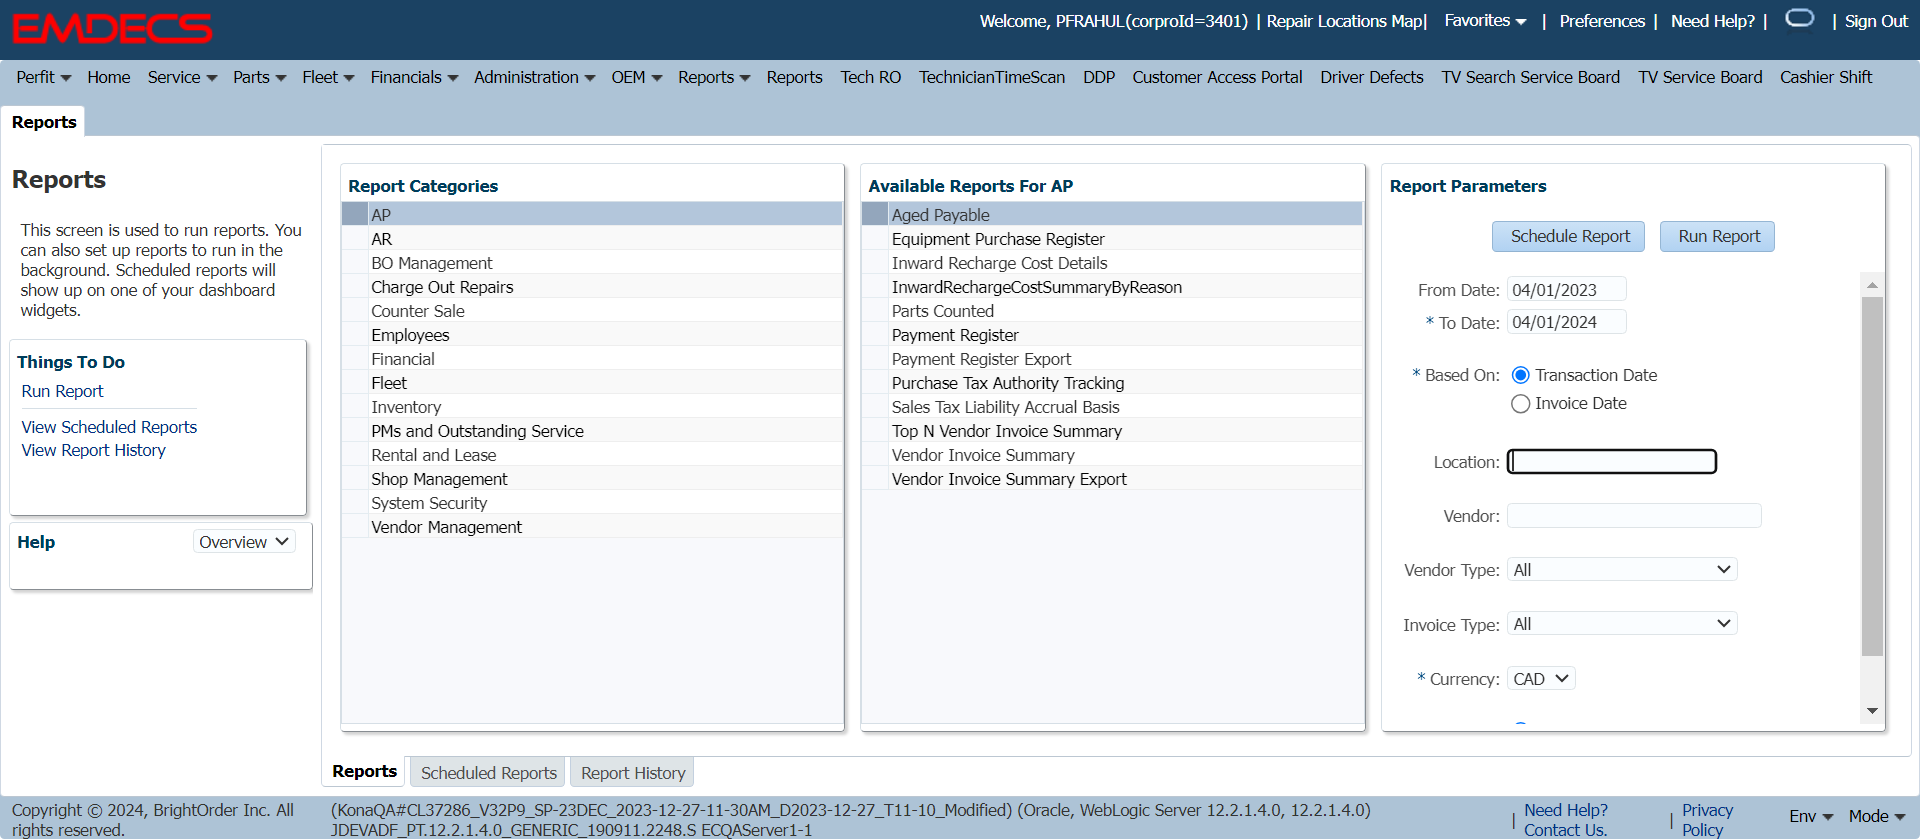 EMDECS
Welcome, PFRAHUL(corproId=3401) | Repair Locations Map| Favorites | Preferences | Need Help? | | Sign Out
Perfit Home Service Parts Fleet Financials Administration OEM Reports Reports Tech RO TechnicianTimeScan DDP Customer Access Portal Driver Defects TV Search Service Board TV Service Board Cashier Shift
Reports
Reports
This screen is used to run reports. You
can also set up reports to run in the
background. Scheduled reports will
show up on one of your dashboard
widgets.
Things To Do
Run Report
View Scheduled Reports
View Report History
Help
Overview
Report Categories
AP
AR
BO Management
Charge Out Repairs
Counter Sale
Employees
Financial
Fleet
Inventory
PMs and Outstanding Service
Rental and Lease
Shop Management
System Security
Vendor Management
Available Reports For AP
Aged Payable
Equipment Purchase Register
Inward Recharge Cost Details
InwardRechargeCostSummaryByReason
Parts Counted
Payment Register
Payment Register Export
Purchase Tax Authority Tracking
Sales Tax Liability Accrual Basis
Top N Vendor Invoice Summary
Vendor Invoice Summary
Vendor Invoice Summary Export
Report Parameters
Schedule Report Run Report
From Date: 04/01/2023
* To Date: 04/01/2024
* Based On: Transaction Date
Invoice Date
Location:
Vendor:
Vendor Type: All
Invoice Type: All
* Currency: CAD
Reports Scheduled Reports Report History
Copyright © 2024, BrightOrder Inc. All
rights reserved.
(KonaQA#CL37286_V32P9_SP-23DEC_2023-12-27-11-30AM_D2023-12-27_T11-10_Modified) (Oracle, WebLogic Server 12.2.1.4.0, 12.2.1.4.0)
JDEVADF_PT.12.2.1.4.0_GENERIC_190911.2248.S ECQAServer1-1
| Need Help?
Contact Us.
| Privacy
Policy
Env Mode